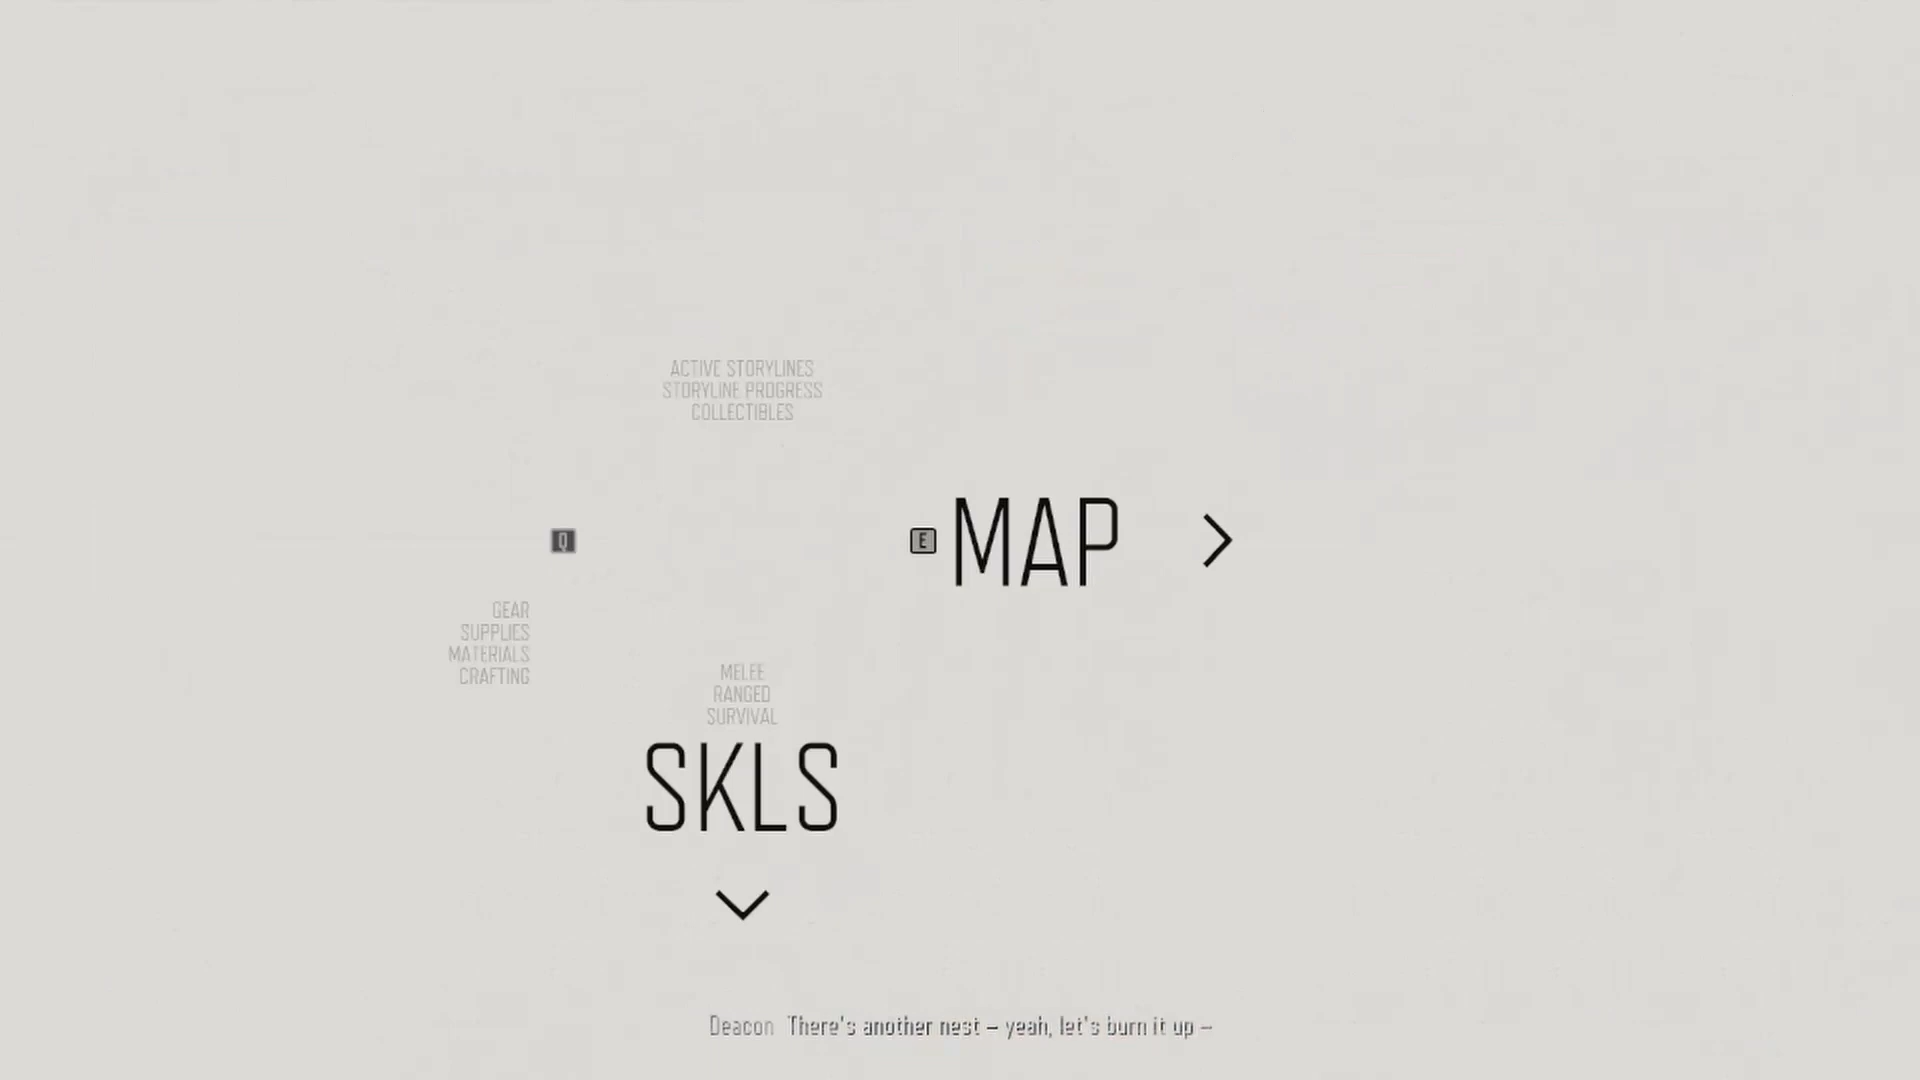 ACTIVE STORYLINES
STORYLINE PROGRESS
COLLECTIBLES
Q
E MAP
GEAR
SUPPLIES
MATERIALS
CRAFTING
MELEE
RANGED
SURVIVAL
SKLS
Deacon There's another nest – yeah, let's burn it up –